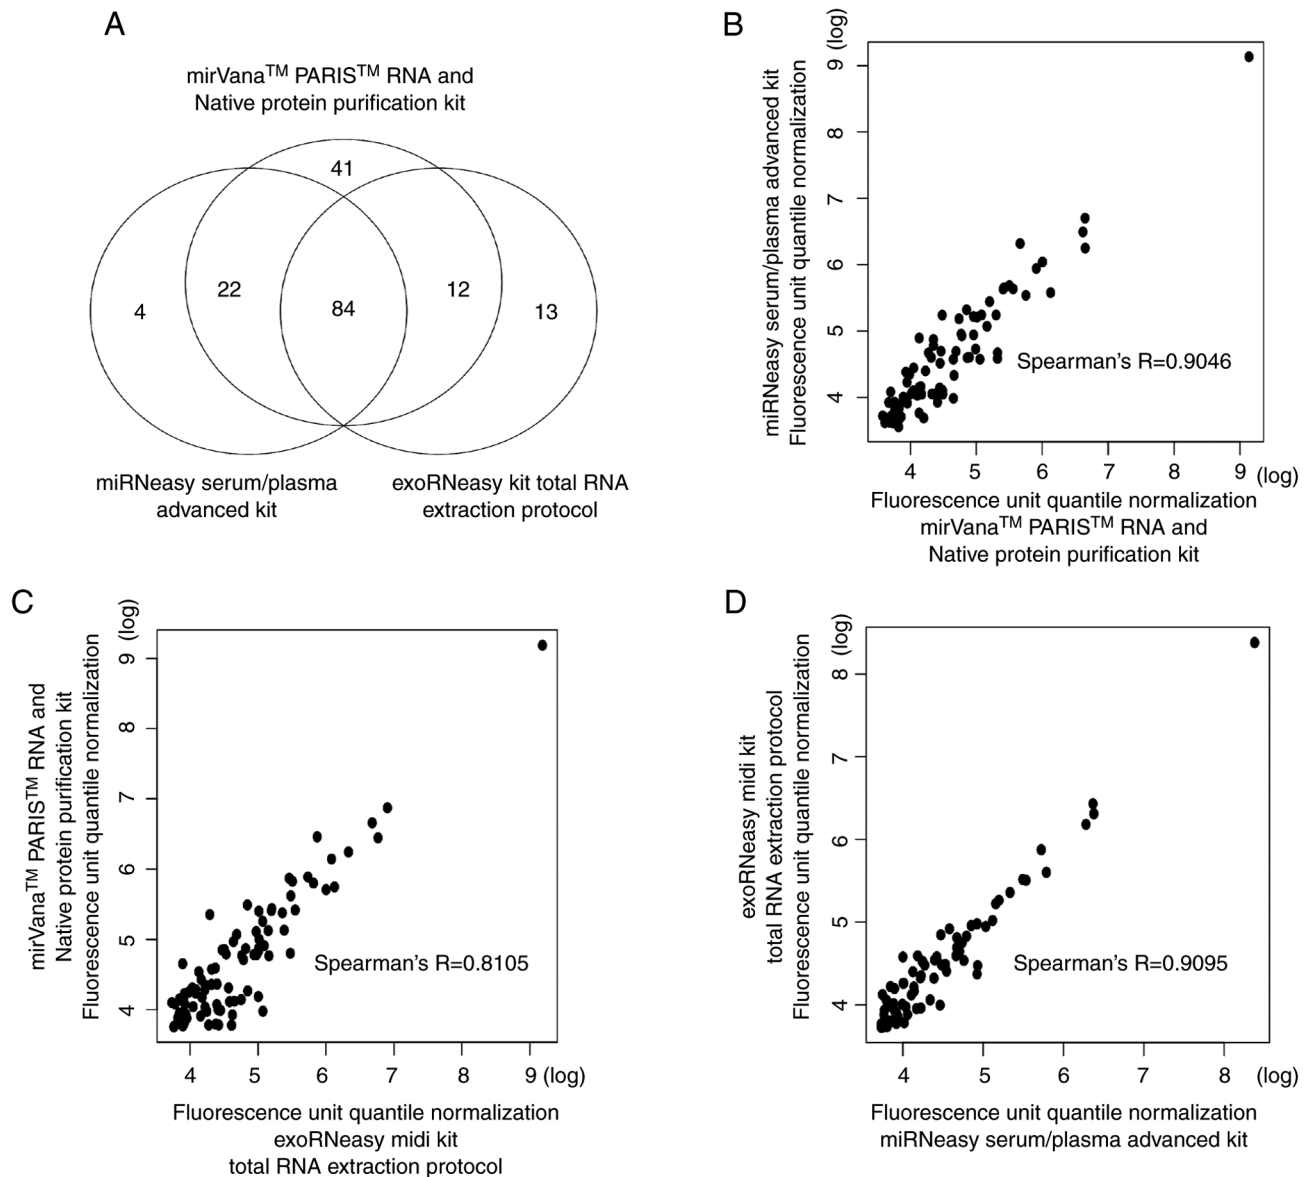 A
mirVana™ PARIS™ RNA and
Native protein purification kit
41
4
22
84
12
13
miRNeasy serum/plasma
advanced kit
exoRNeasy kit total RNA
extraction protocol
B
miRNeasy serum/plasma advanced kit
Fluorescence unit quantile normalization
(log)
9
8
7
6
5
4
Spearman's R=0.9046
4 5 6 7 8 9 (log)
Fluorescence unit quantile normalization
mirVana™ PARIS™ RNA and
Native protein purification kit
C
mirVana™ PARIS™ RNA and
Native protein purification kit
Fluorescence unit quantile normalization
(log)
9
8
7
6
5
4
Spearman's R=0.8105
4 5 6 7 8 9 (log)
Fluorescence unit quantile normalization
exoRNeasy midi kit
total RNA extraction protocol
D
exoRNeasy midi kit
total RNA extraction protocol
Fluorescence unit quantile normalization
(log)
8
7
6
5
4
Spearman's R=0.9095
4 5 6 7 8 (log)
Fluorescence unit quantile normalization
miRNeasy serum/plasma advanced kit